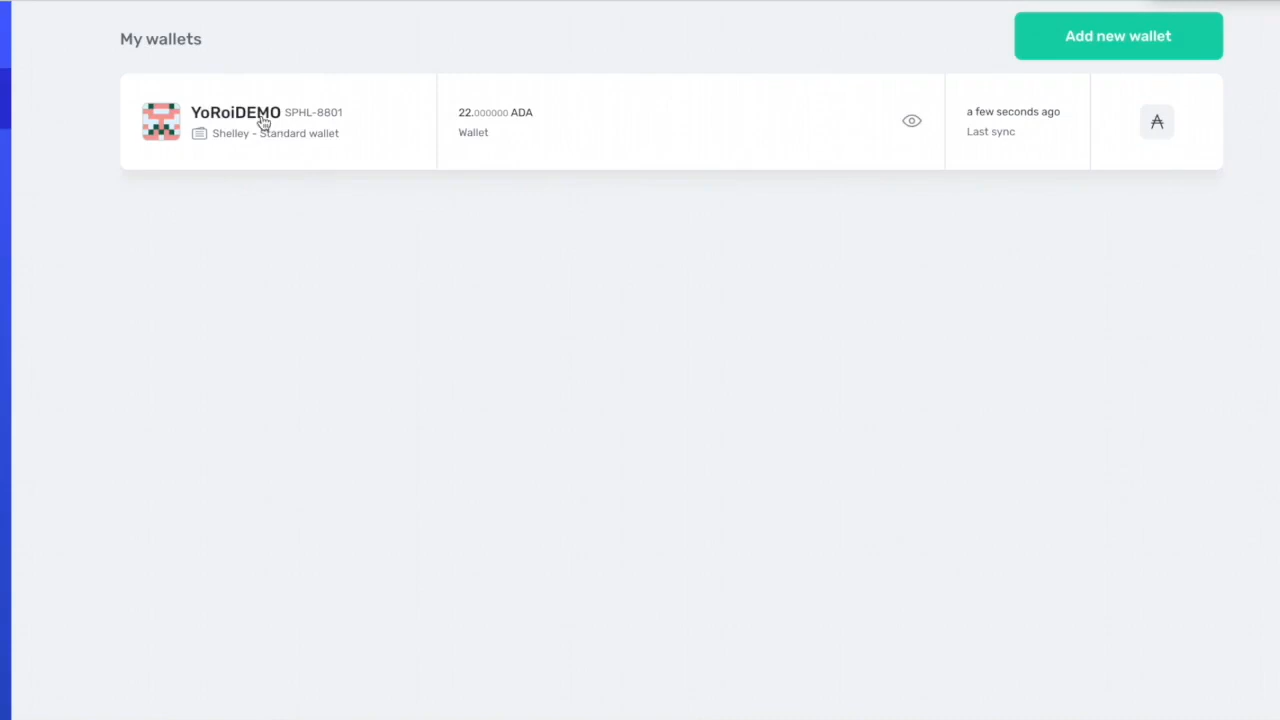 My wallets
Add new wallet
YoRoiDEMO SPHL-8801
Shelley - Standard wallet
22.000000 ADA
Wallet
a few seconds ago
Last sync